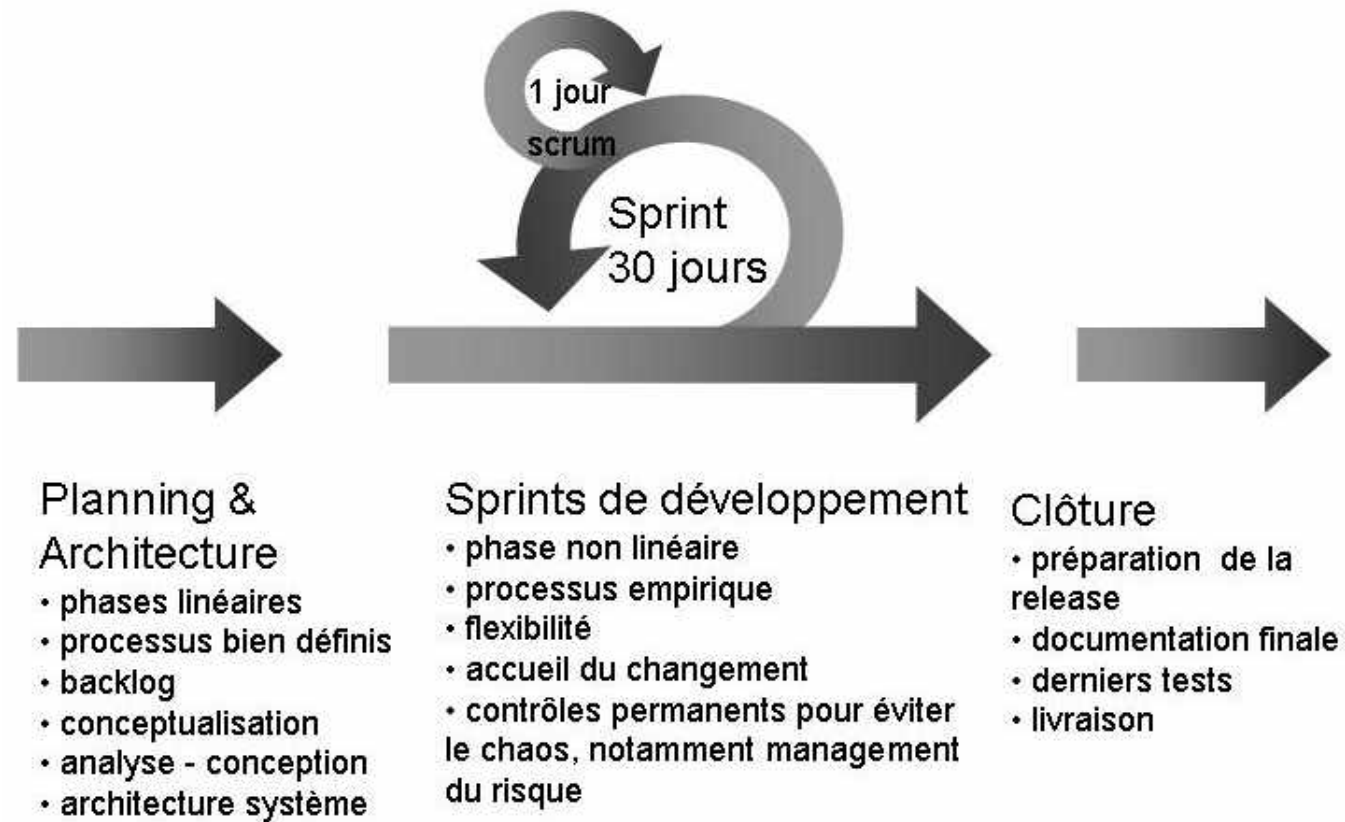 1 jour
scrum
Sprint
30 jours
Planning &
Architecture
• phases linéaires
• processus bien définis
• backlog
• conceptualisation
• analyse - conception
• architecture système
Sprints de développement
• phase non linéaire
• processus empirique
• flexibilité
• accueil du changement
• contrôles permanents pour éviter
le chaos, notamment management
du risque
Clôture
• préparation de la
release
• documentation finale
• derniers tests
• livraison